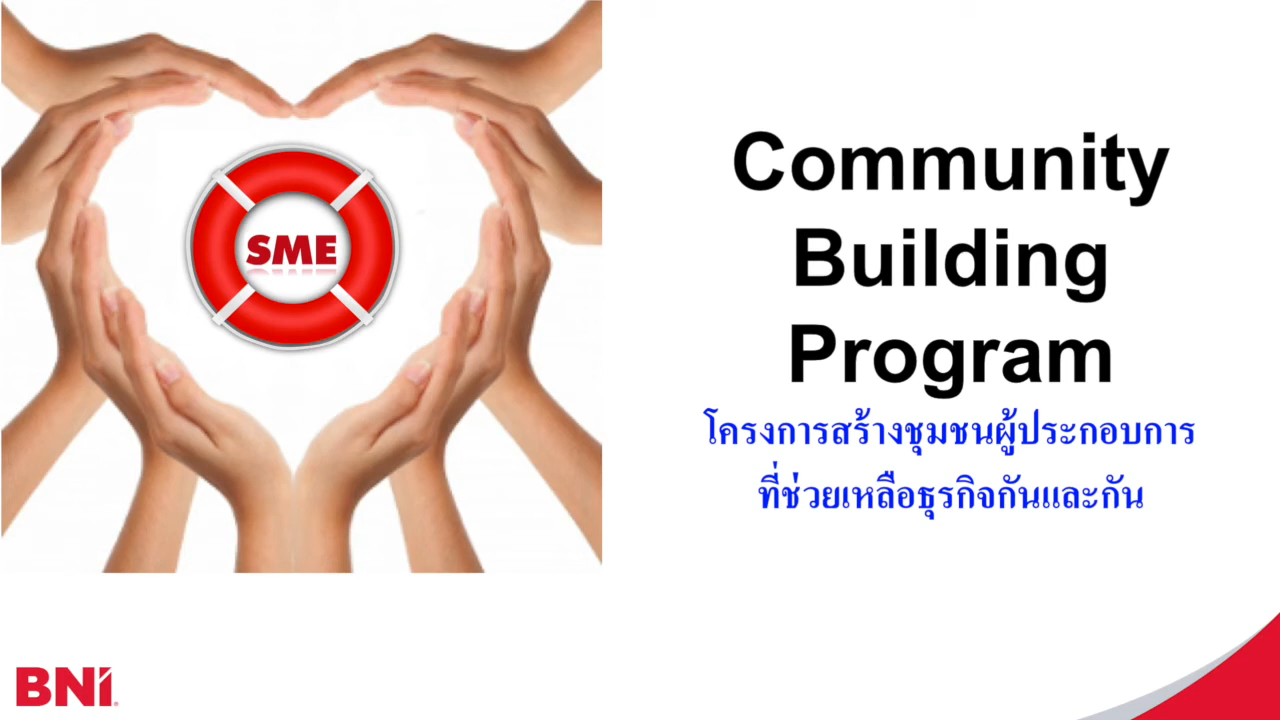 SME
Community
Building
Program
โครงการสร้างชุมชนผู้ประกอบการ
ที่ช่วยเหลือธุรกิจกันและกัน
BNI®